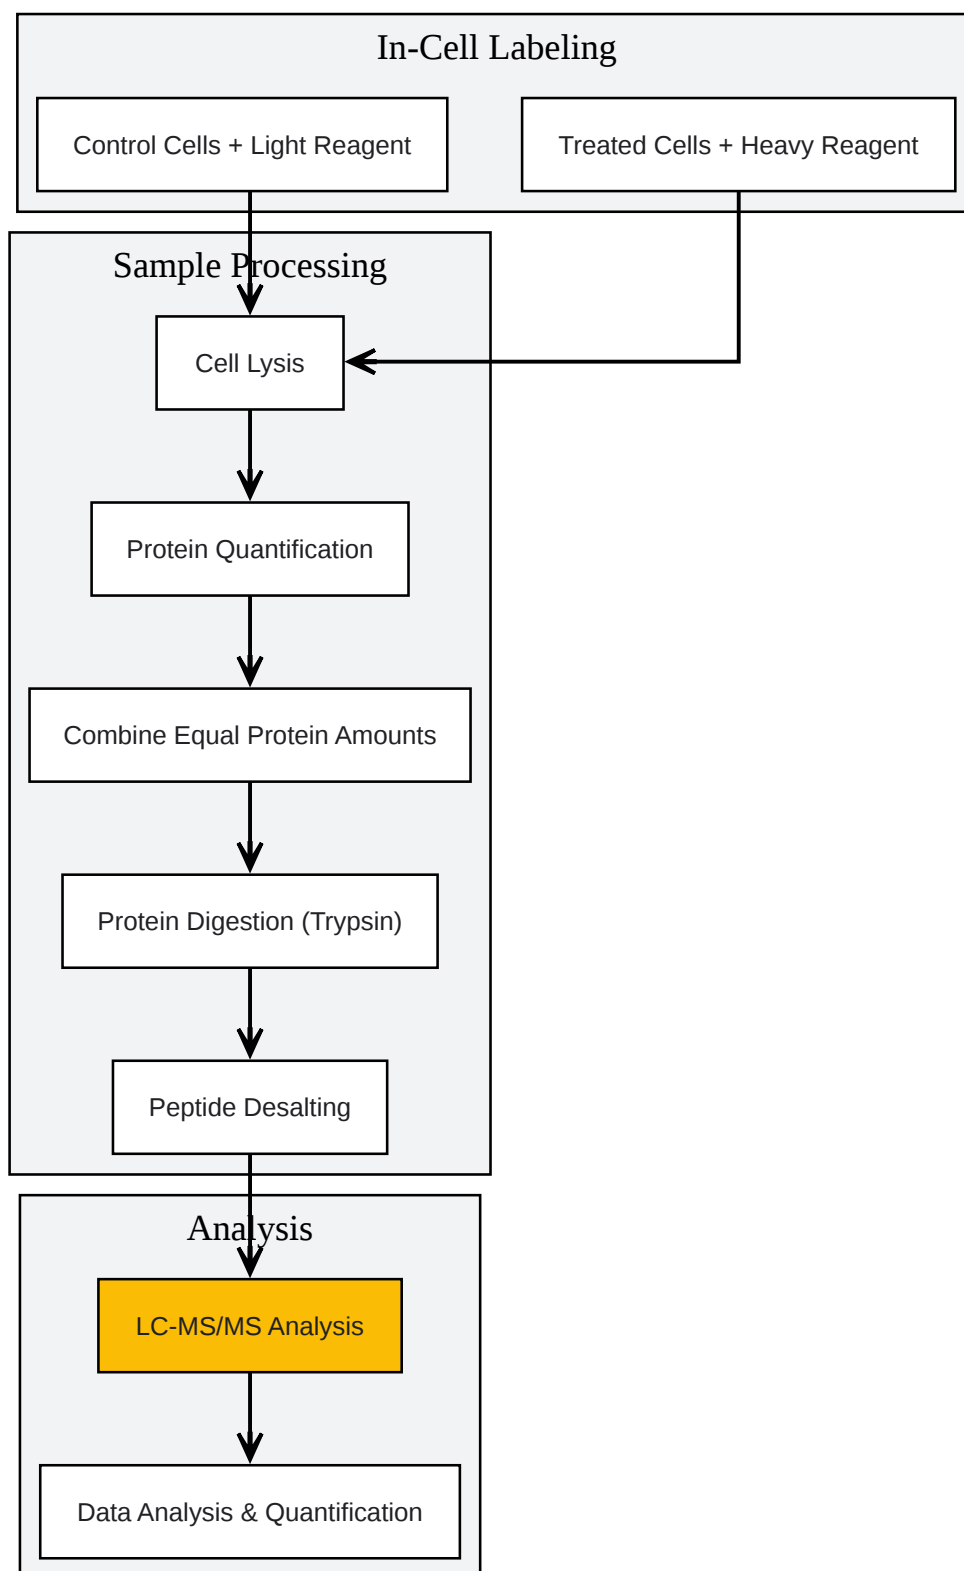 In-Cell Labeling
Control Cells + Light Reagent
Treated Cells + Heavy Reagent
Sample Processing
Cell Lysis
Protein Quantification
Combine Equal Protein Amounts
Protein Digestion (Trypsin)
Peptide Desalting
Analysis
LC-MS/MS Analysis
Data Analysis & Quantification